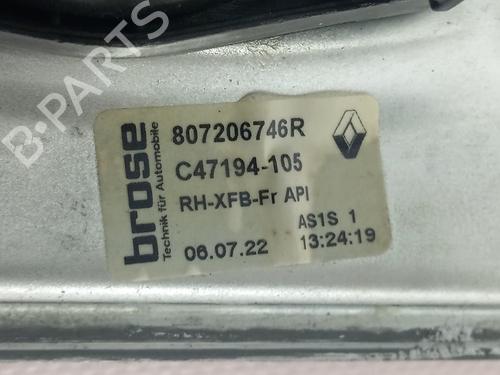 B-PARTS
brose
Technik für Automobile
807206746R
C47194-105
RH-XFB-Fr API
AS1S 1
06.07.22
13:24:19